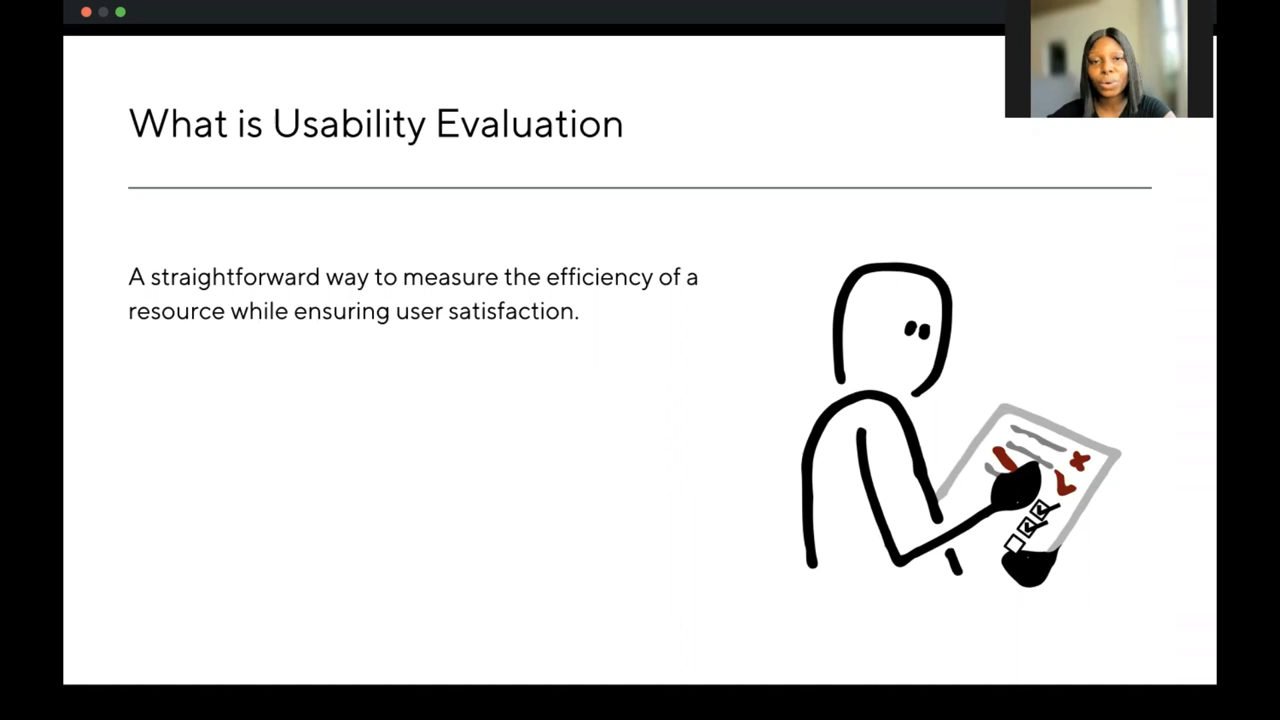 What is Usability Evaluation
A straightforward way to measure the efficiency of a
resource while ensuring user satisfaction.